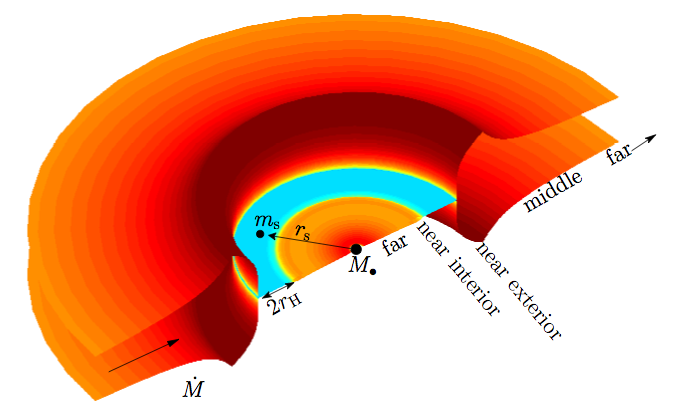 far
middle
m_s
r_s
far
M_•
near interior
near exterior
2r_H
Ṁ